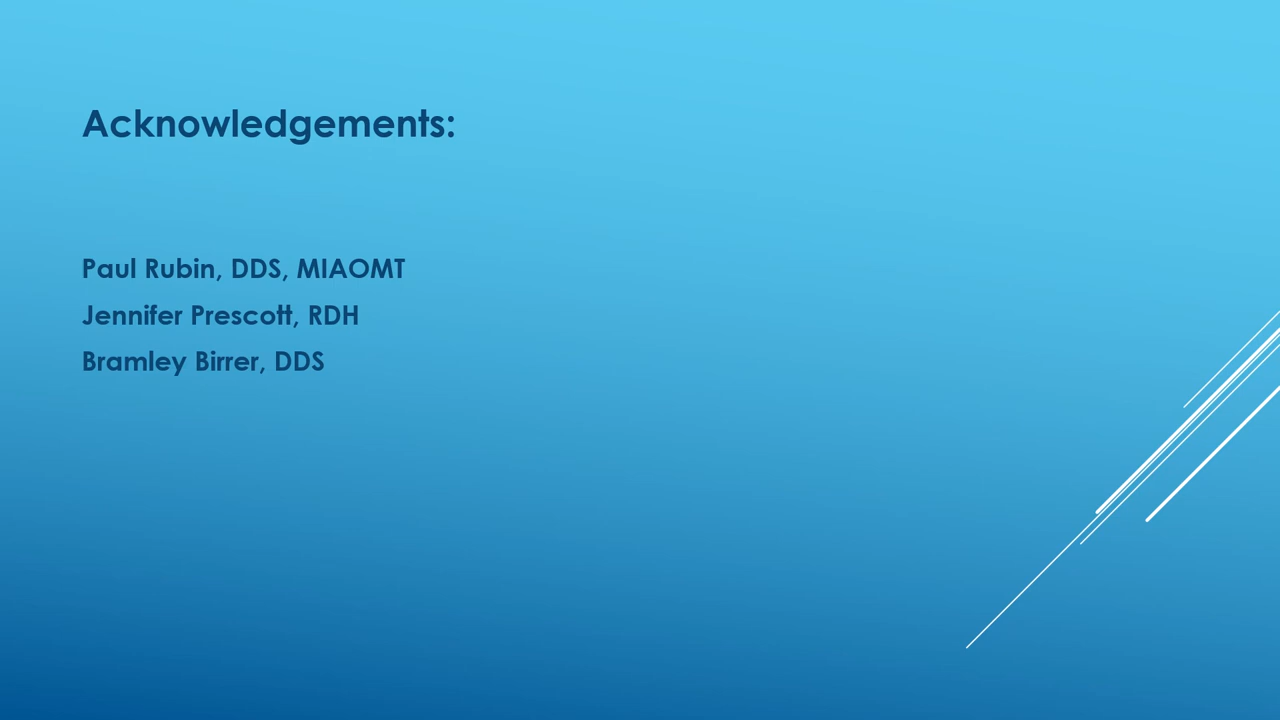 Acknowledgements:
Paul Rubin, DDS, MIAOMT
Jennifer Prescott, RDH
Bramley Birrer, DDS